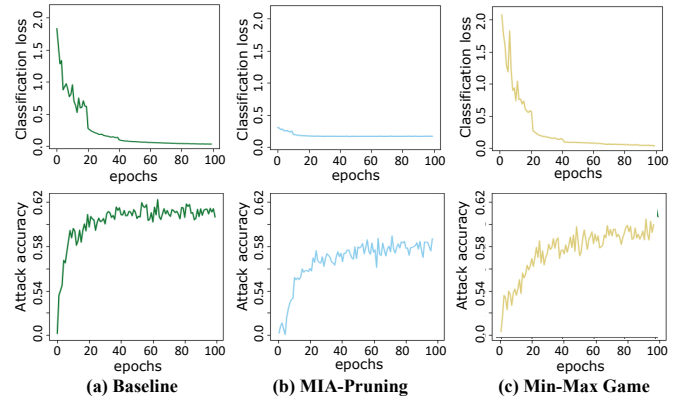 Classification loss
2.0
1.5
1.0
0.5
0.0
0 20 40 60 80 100
epochs
Classification loss
2.0
1.5
1.0
0.5
0.0
0 20 40 60 80 100
epochs
Classification loss
2.0
1.5
1.0
0.5
0.0
0 20 40 60 80 100
epochs
Attack accuracy
0.62
0.58
0.54
0.0
0 20 40 60 80 100
epochs
Attack accuracy
0.62
0.58
0.54
0.0
0 20 40 60 80 100
epochs
Attack accuracy
0.62
0.58
0.54
0.0
0 20 40 60 80 100
epochs
(a) Baseline
(b) MIA-Pruning
(c) Min-Max Game